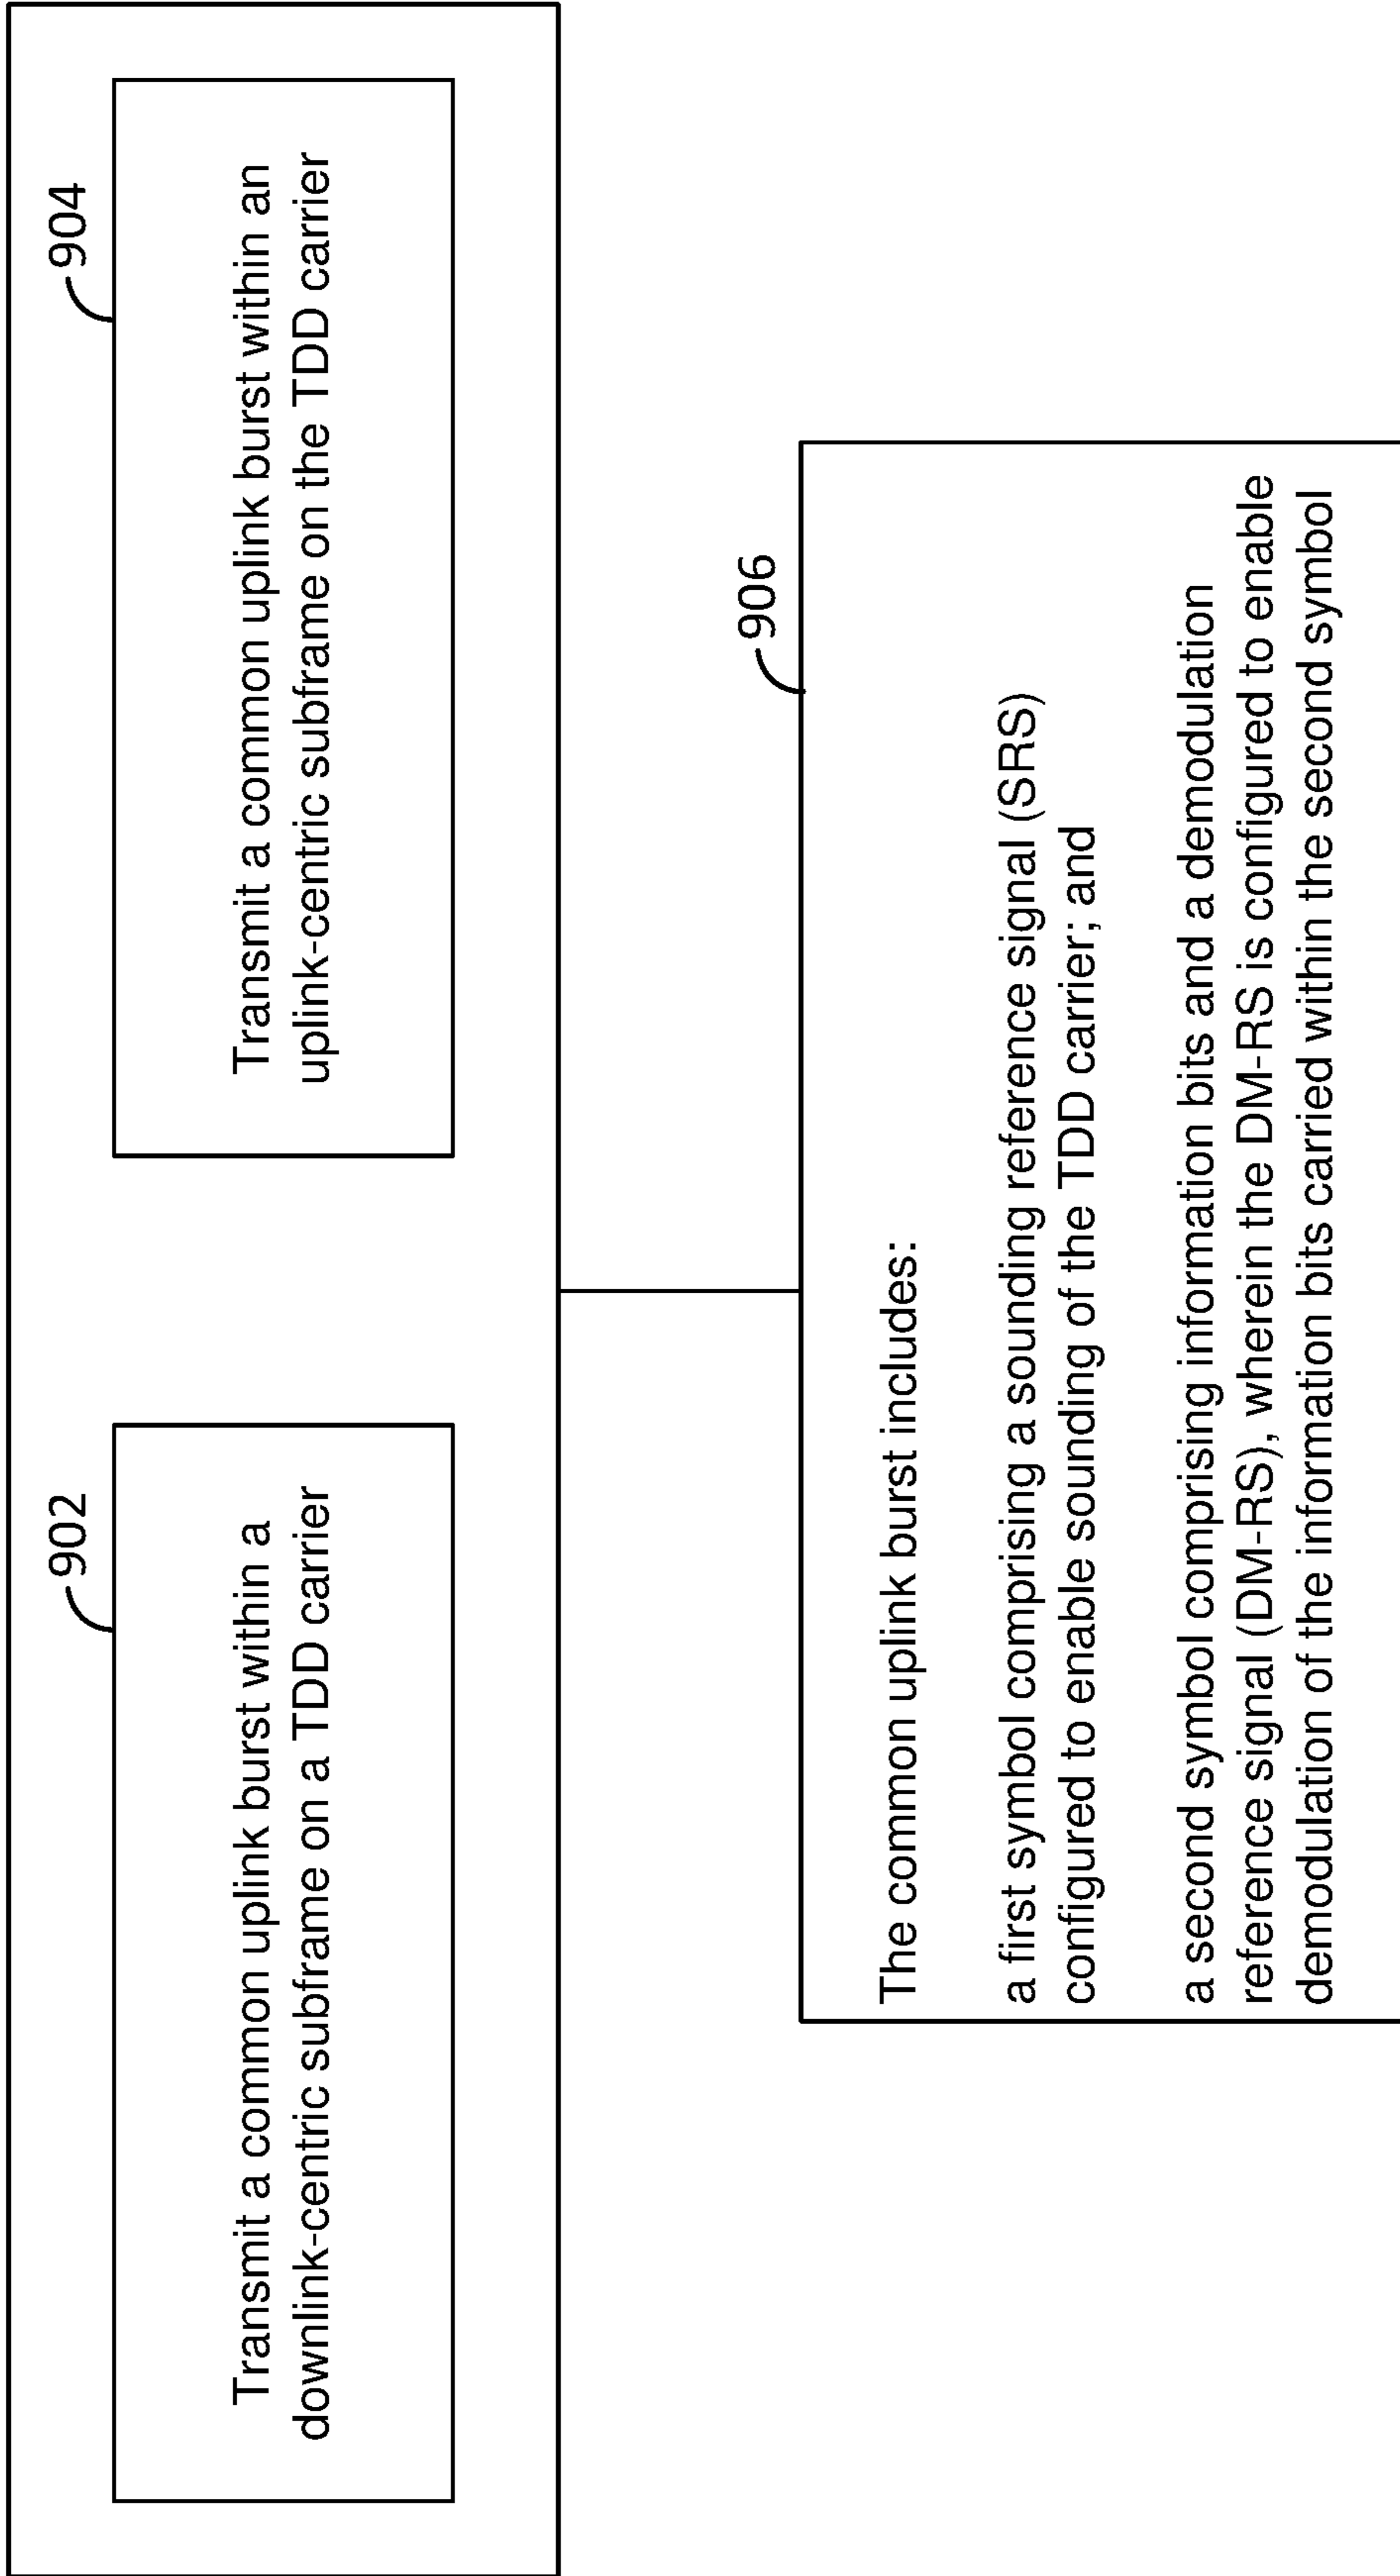 902
Transmit a common uplink burst within a
downlink-centric subframe on a TDD carrier
904
Transmit a common uplink burst within an
uplink-centric subframe on the TDD carrier
906
The common uplink burst includes:
a first symbol comprising a sounding reference signal (SRS)
configured to enable sounding of the TDD carrier; and
a second symbol comprising information bits and a demodulation
reference signal (DM-RS), wherein the DM-RS is configured to enable
demodulation of the information bits carried within the second symbol